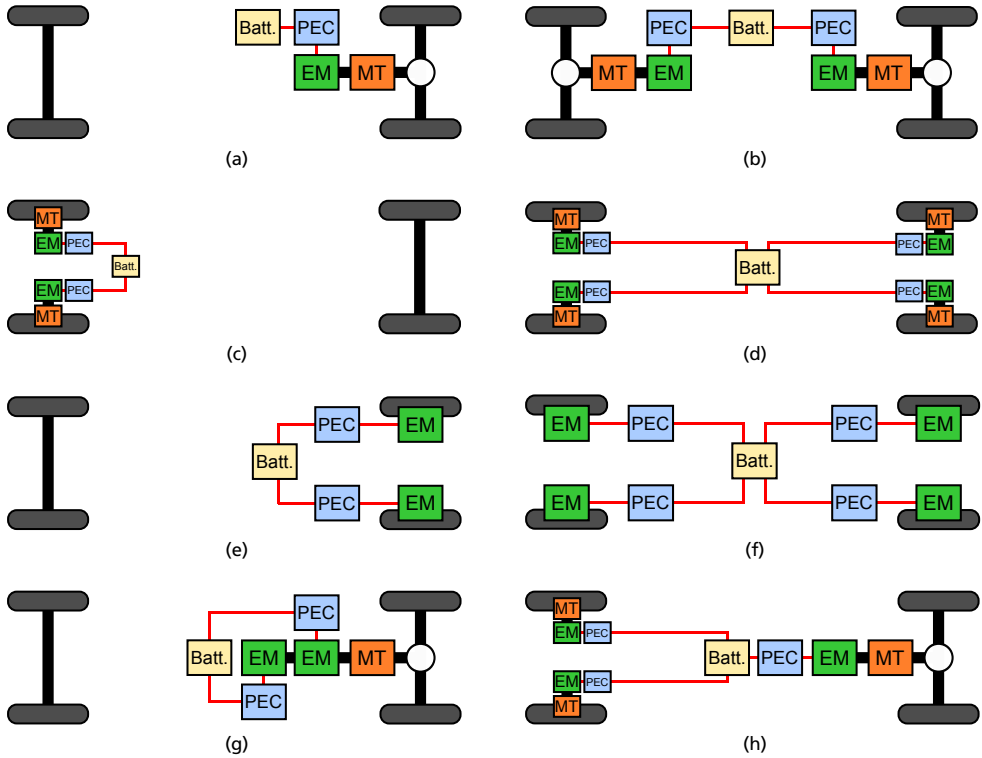 Batt. PEC
EM MT
(a)
PEC Batt. PEC
MT EM EM MT
(b)
MT
EM PEC
Batt.
EM PEC
MT
(c)
MT MT
EM PEC PEC EM
Batt.
EM PEC PEC EM
MT MT
(d)
PEC EM
Batt.
PEC EM
(e)
EM PEC PEC EM
Batt.
EM PEC PEC EM
(f)
PEC
Batt. EM EM MT
PEC
(g)
MT
EM PEC
Batt. PEC EM MT
EM PEC
MT
(h)